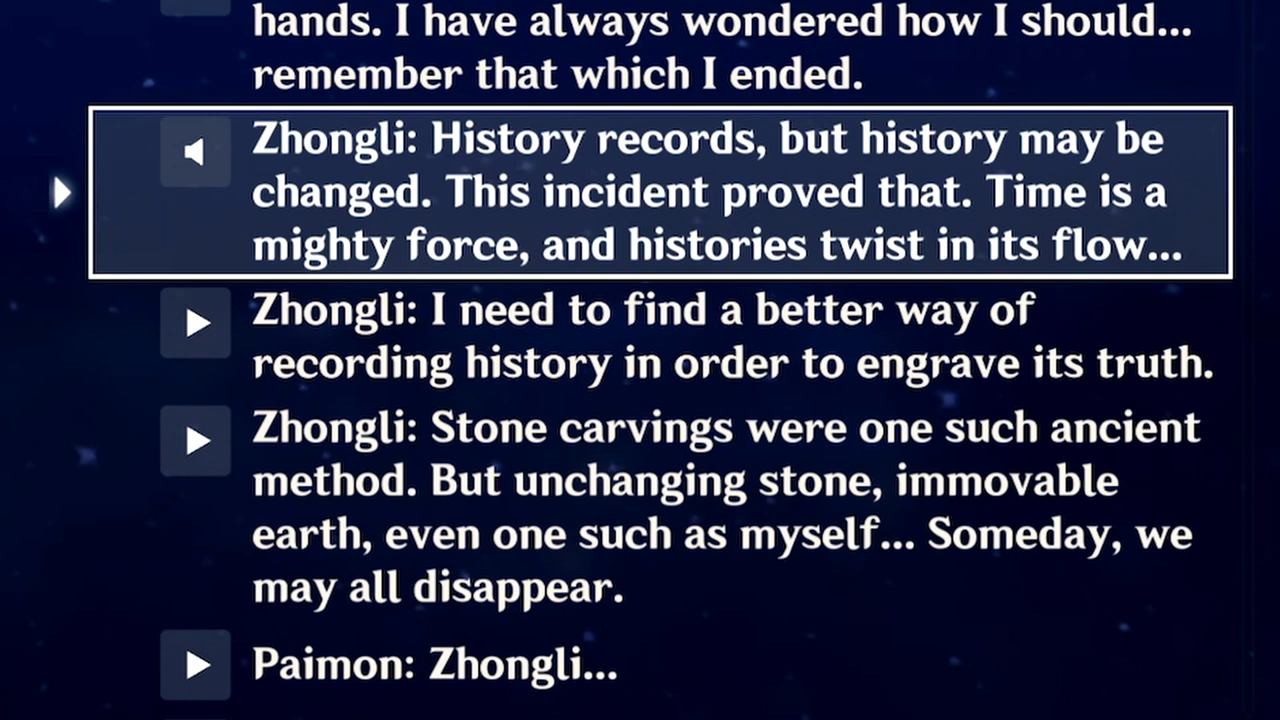 hands. I have always wondered how I should...
remember that which I ended.
Zhongli: History records, but history may be
changed. This incident proved that. Time is a
mighty force, and histories twist in its flow...
Zhongli: I need to find a better way of
recording history in order to engrave its truth.
Zhongli: Stone carvings were one such ancient
method. But unchanging stone, immovable
earth, even one such as myself... Someday, we
may all disappear.
Paimon: Zhongli...